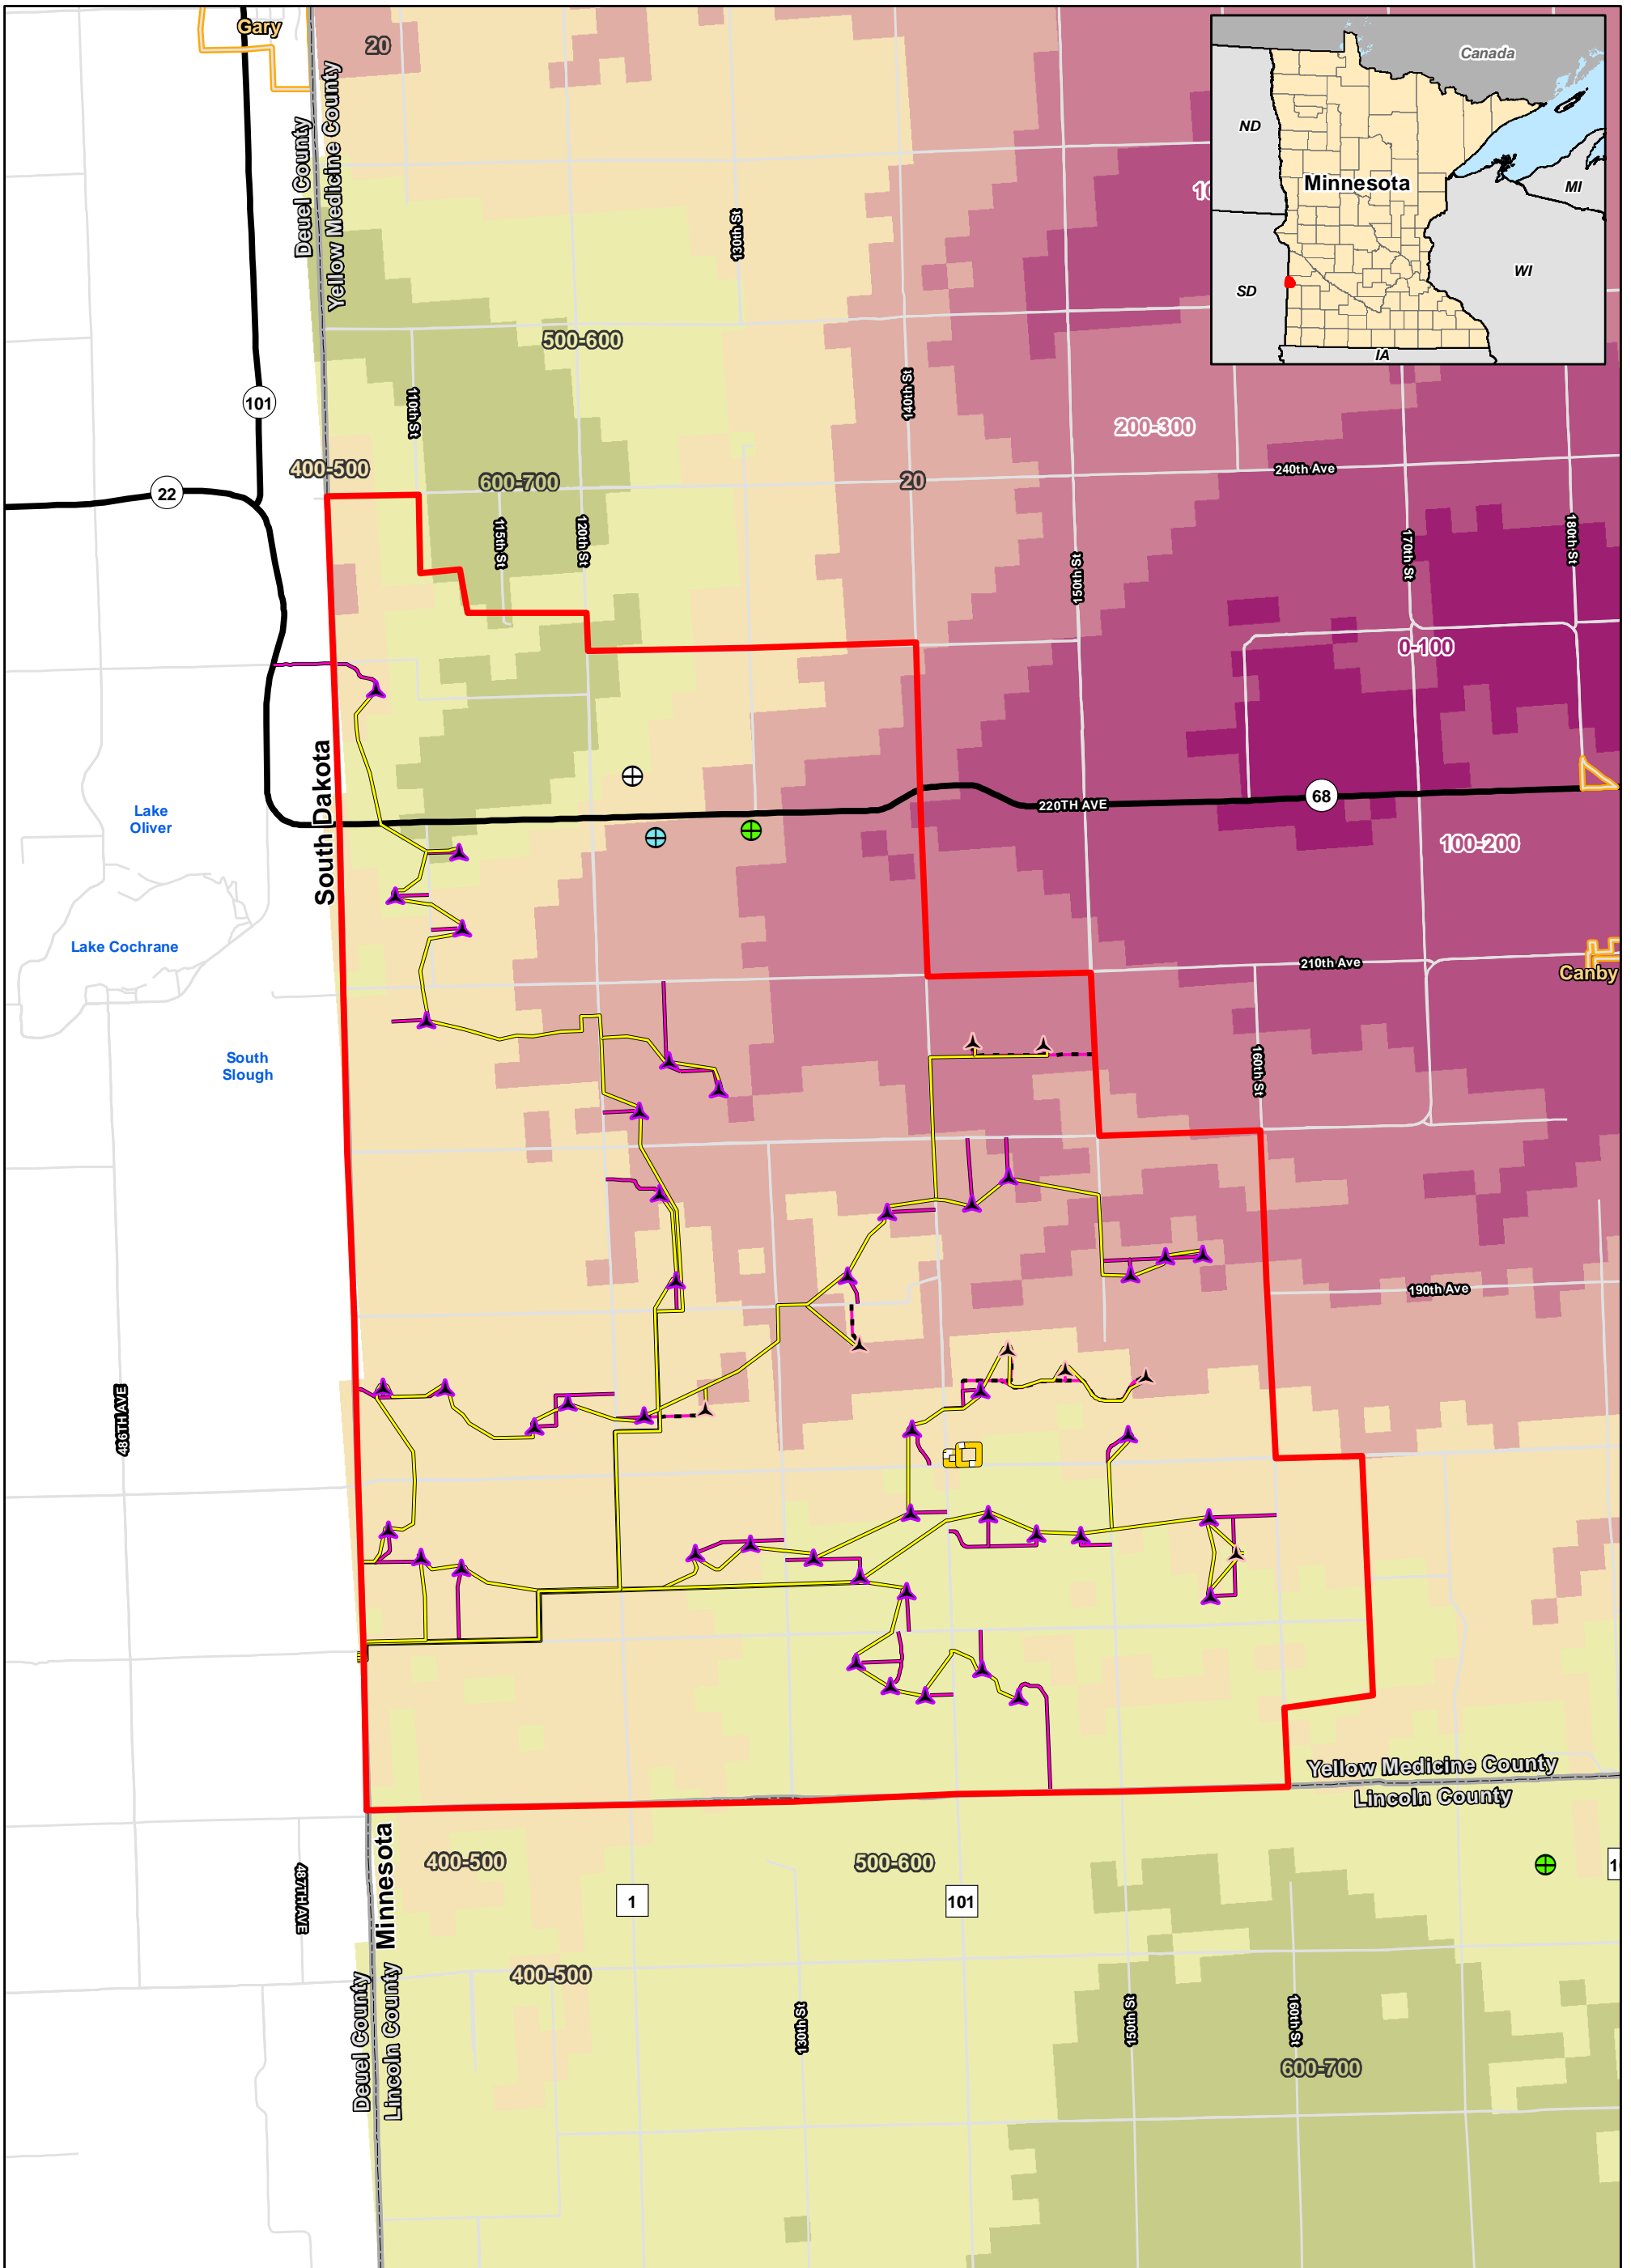 Gary
20
Canada
ND
Minnesota
MI
WI
SD
IA
Deuel County
Yellow Medicine County
130th St
500-600
110th St
140th St
101
200-300
400-500
600-700
20
240th Ave
22
115th St
120th St
150th St
170th St
180th St
0-100
South Dakota
220TH AVE
68
Lake
Oliver
100-200
Lake Cochrane
210th Ave
Canby
South
Slough
160th St
190th Ave
486TH AVE
Yellow Medicine County
Lincoln County
Minnesota
400-500
500-600
487TH AVE
1
101
400-500
Deuel County
Lincoln County
130th St
150th St
160th St
600-700